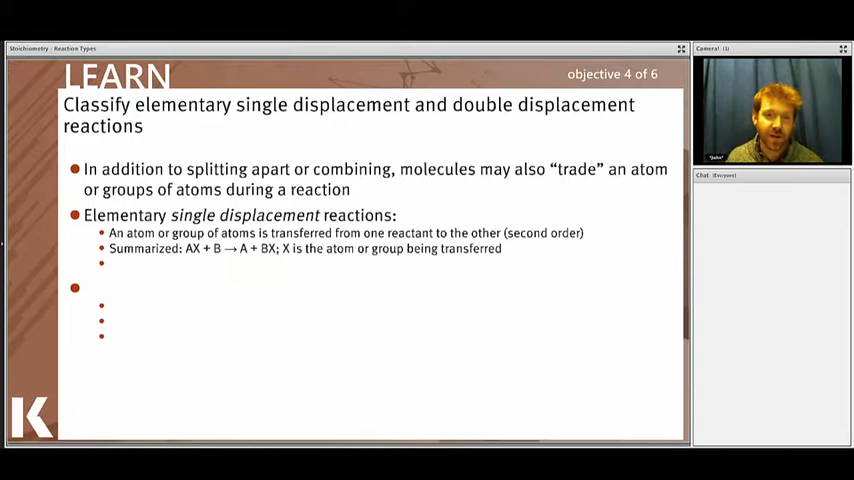 Stoichiometry - Reaction Types
Camera! (1)
LEARN
objective 4 of 6
Classify elementary single displacement and double displacement
reactions
In addition to splitting apart or combining, molecules may also “trade” an atom
or groups of atoms during a reaction
Elementary single displacement reactions:
An atom or group of atoms is transferred from one reactant to the other (second order)
Summarized: AX + B → A + BX; X is the atom or group being transferred
*John*
Chat (Everyone)
K